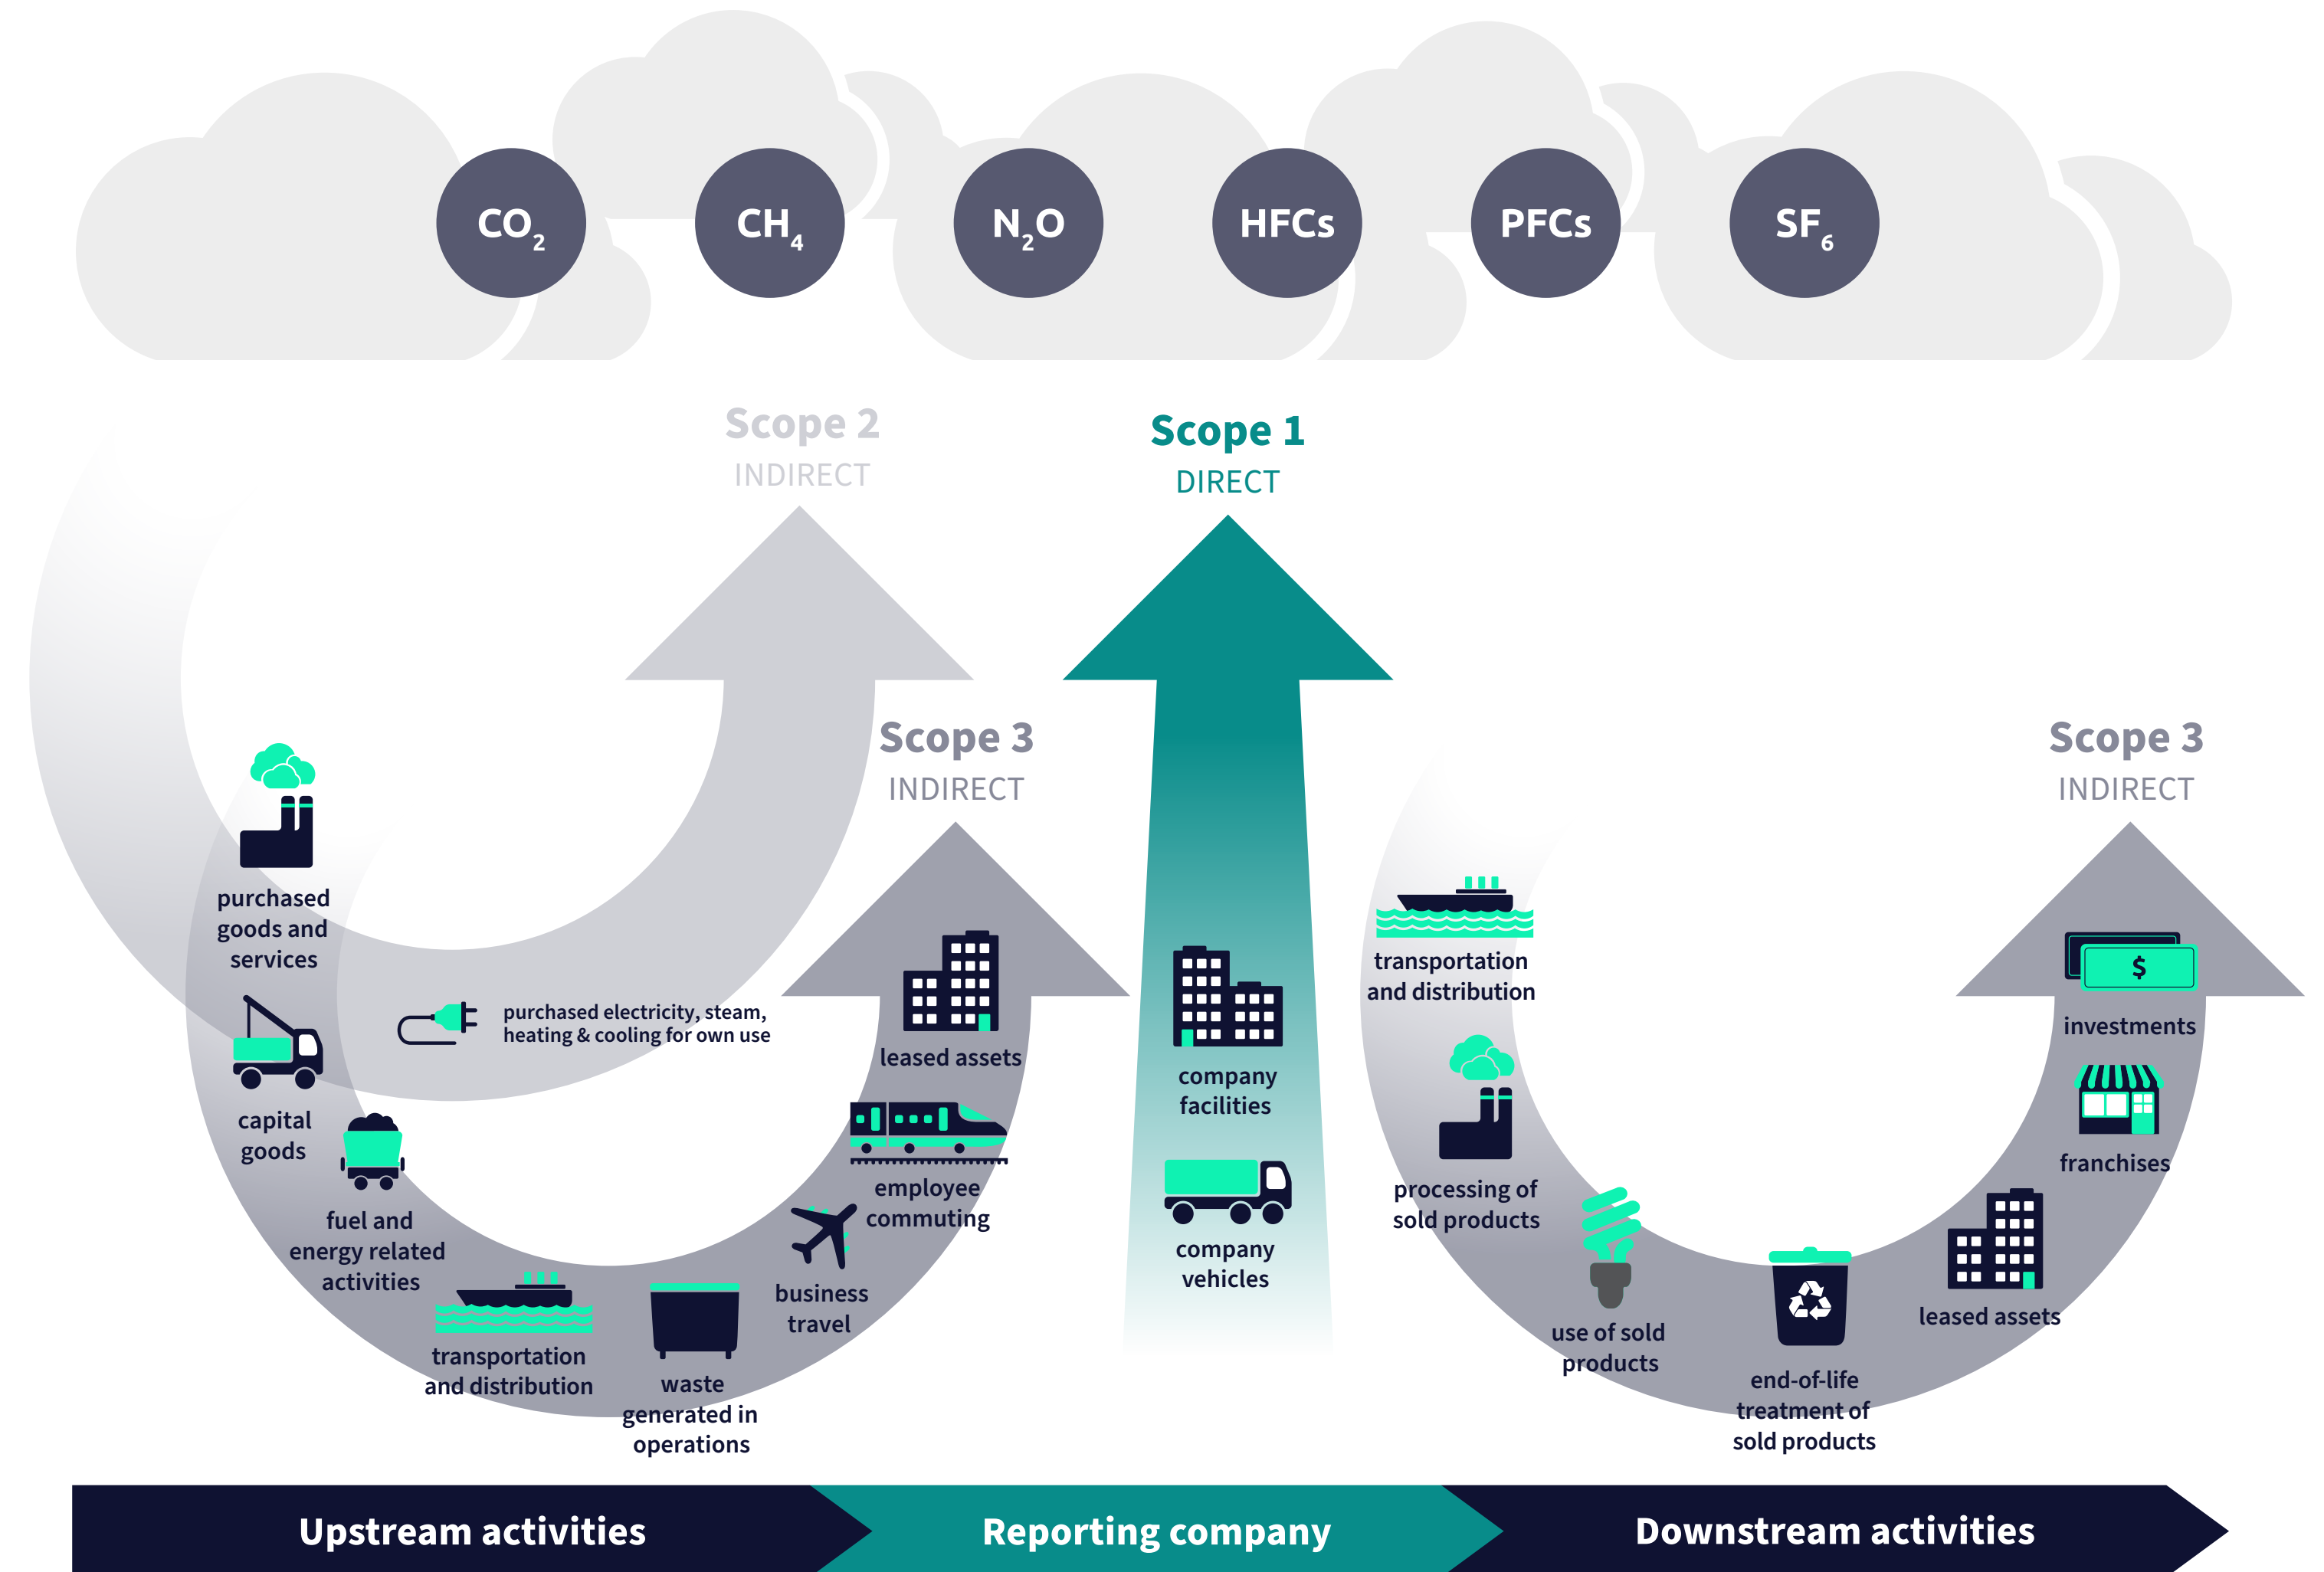 CO₂
CH₄
N₂O
HFCs
PFCs
SF₆
Scope 2
INDIRECT
Scope 1
DIRECT
Scope 3
INDIRECT
Scope 3
INDIRECT
purchased
goods and
services
capital
goods
purchased electricity, steam,
heating & cooling for own use
fuel and
energy related
activities
transportation
and distribution
waste
generated in
operations
business
travel
employee
commuting
leased assets
company
facilities
company
vehicles
transportation
and distribution
processing of
sold products
use of sold
products
end-of-life
treatment of
sold products
leased assets
franchises
$
investments
Upstream activities
Reporting company
Downstream activities